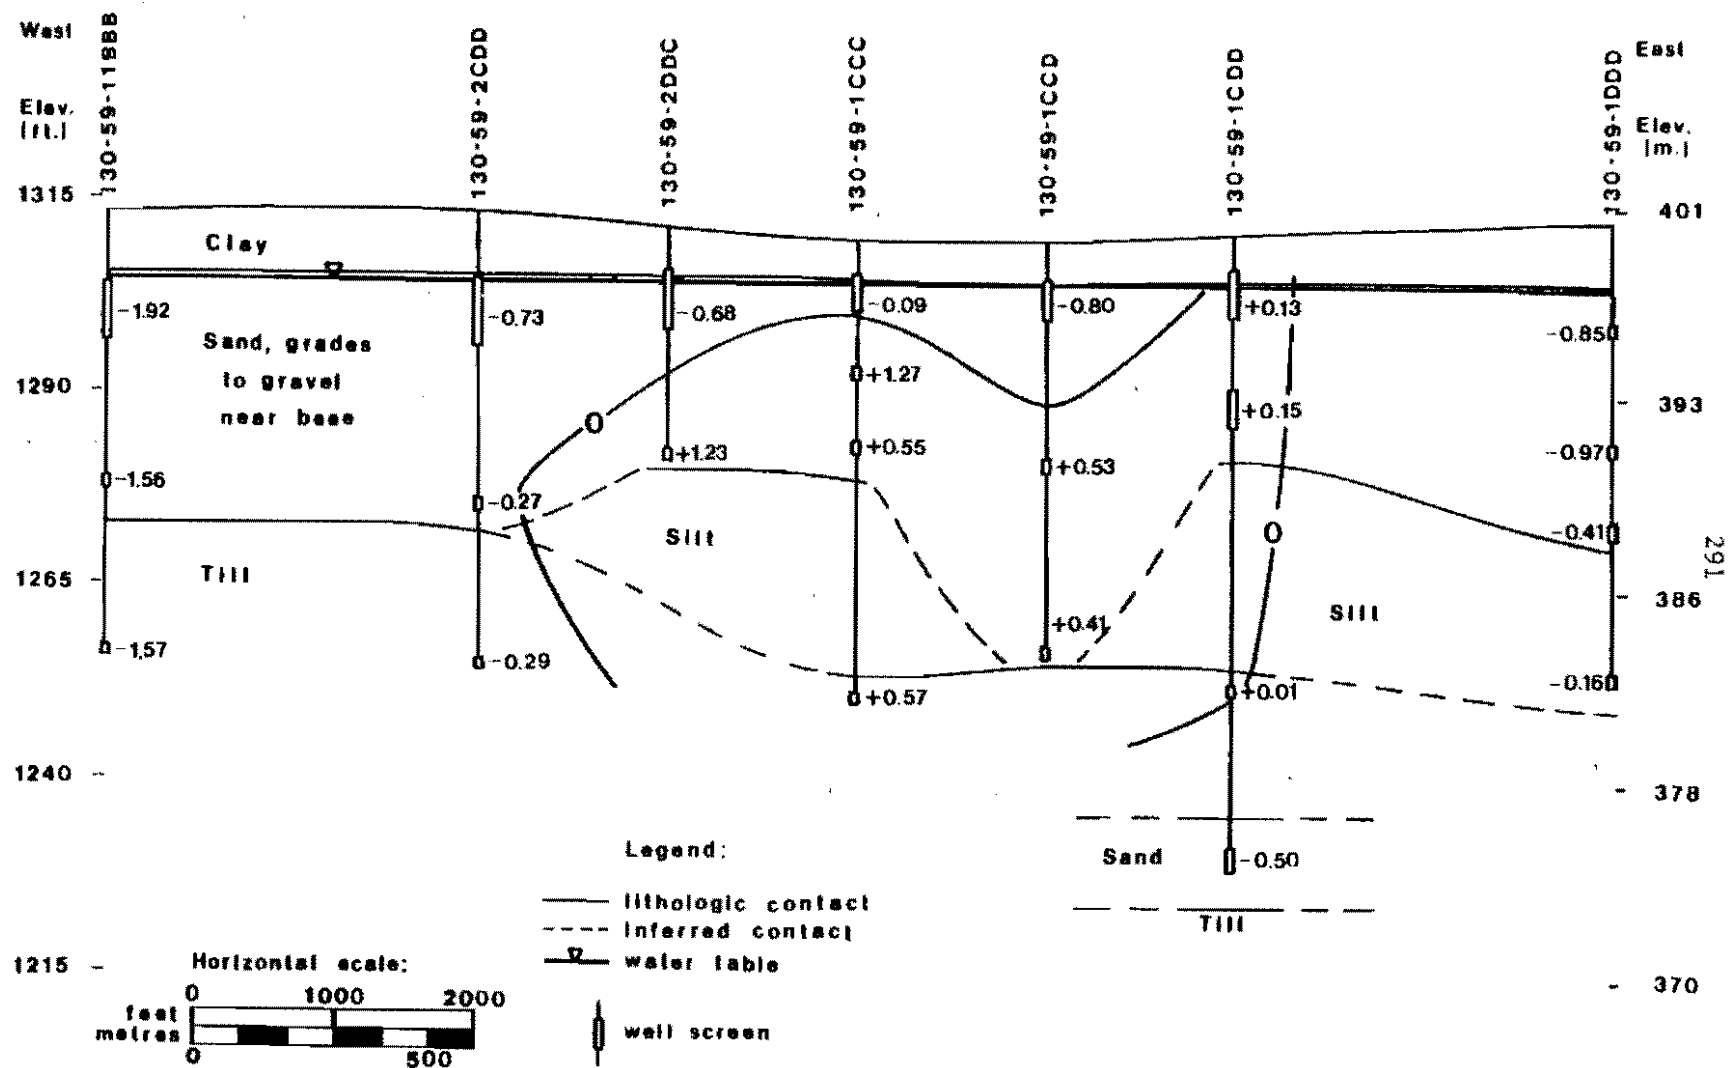 West
Elev.
(ft.)
130-59-11BBB
130-59-2CDD
130-59-2DDC
130-59-1CCC
130-59-1CCD
130-59-1CDD
130-59-1DDD
East
Elev.
(m.)
1315
1290
1265
1240
1215
401
393
386
378
370
Clay
Sand, grades
to gravel
near base
Till
Silt
Silt
Sand
Till
-1.92
-1.56
-1.57
-0.73
-0.27
-0.29
-0.68
+1.23
-0.09
+1.27
+0.55
+0.57
-0.80
+0.53
+0.41
+0.13
+0.15
+0.01
-0.50
-0.85
-0.97
-0.41
-0.16
0
0
291
Legend:
lithologic contact
inferred contact
water table
well screen
Horizontal scale:
0 1000 2000
feet
metres
0 500